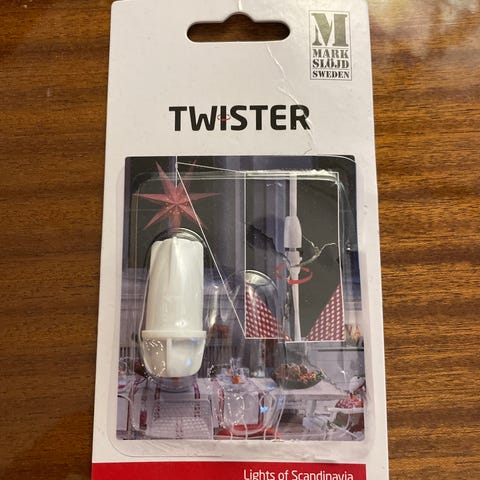 M
MARK
SLÖJD
SWEDEN
TWISTER
Lights of Scandinavia